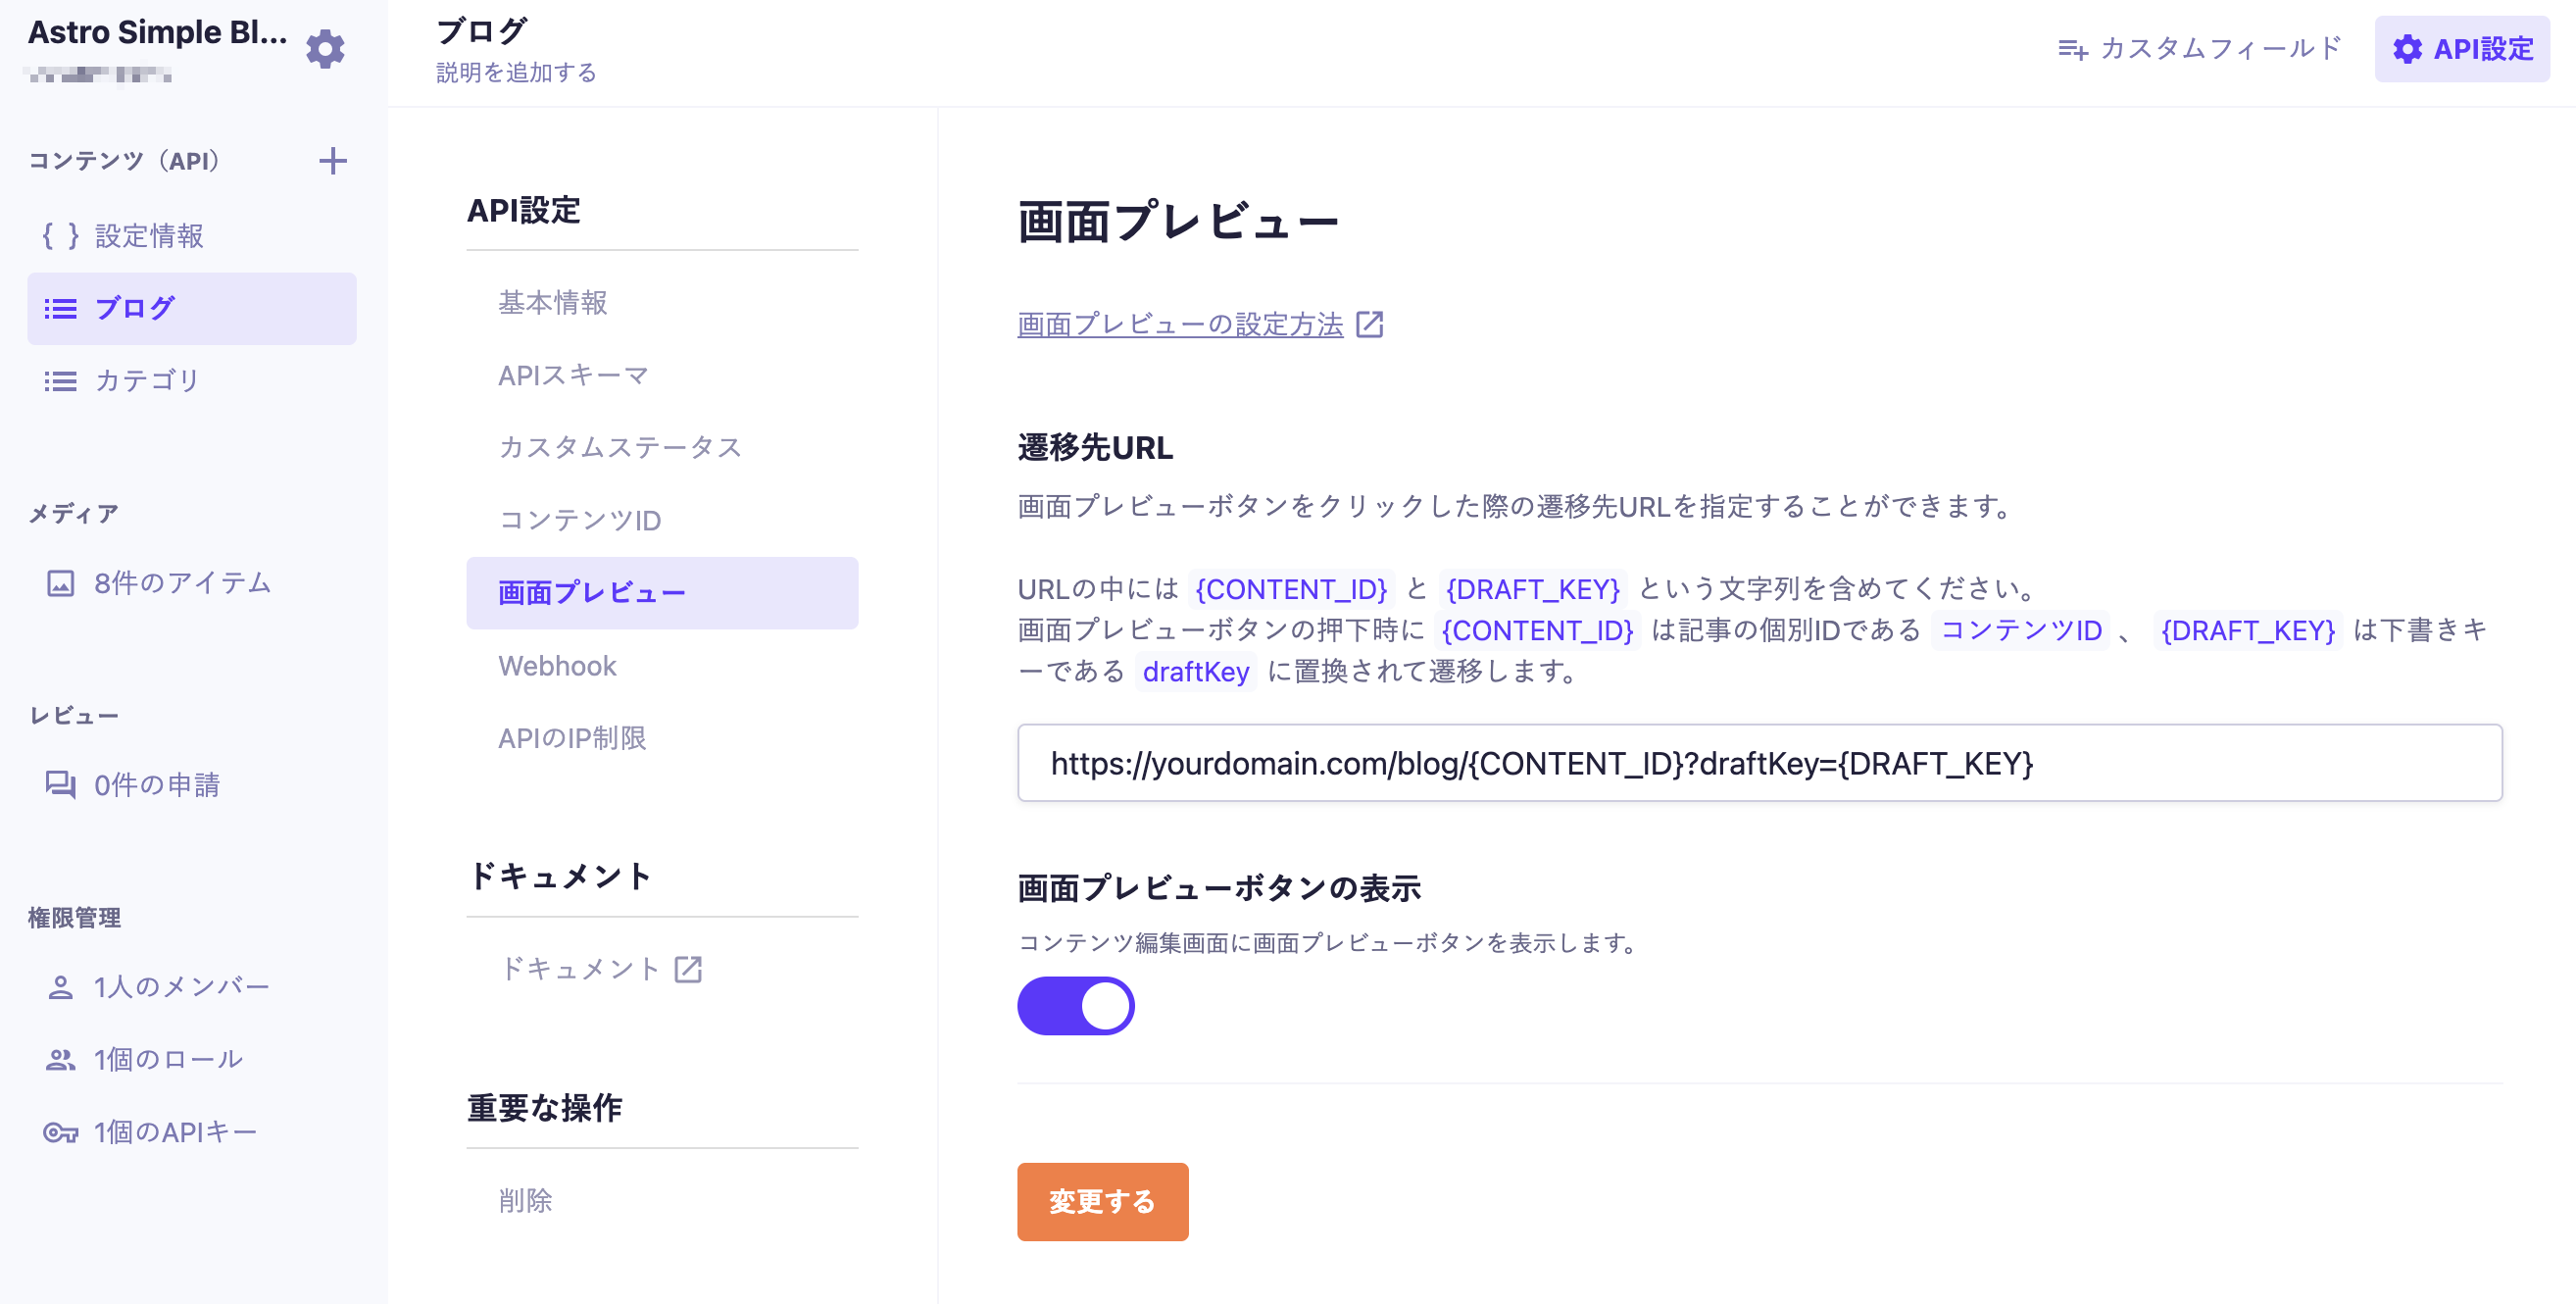 Astro Simple Bl...
コンテンツ（API）
設定情報
ブログ
カテゴリ
メディア
8件のアイテム
レビュー
0件の申請
権限管理
1人のメンバー
1個のロール
1個のAPIキー
ブログ
説明を追加する
カスタムフィールド
API設定
API設定
基本情報
APIスキーマ
カスタムステータス
コンテンツID
画面プレビュー
Webhook
APIのIP制限
ドキュメント
ドキュメント
重要な操作
削除
画面プレビュー
画面プレビューの設定方法
遷移先URL
画面プレビューボタンをクリックした際の遷移先URLを指定することができます。
URLの中には {CONTENT_ID} と {DRAFT_KEY} という文字列を含めてください。
画面プレビューボタンの押下時に {CONTENT_ID} は記事の個別IDである コンテンツID 、 {DRAFT_KEY} は下書きキ
ーである draftKey に置換されて遷移します。
https://yourdomain.com/blog/{CONTENT_ID}?draftKey={DRAFT_KEY}
画面プレビューボタンの表示
コンテンツ編集画面に画面プレビューボタンを表示します。
変更する